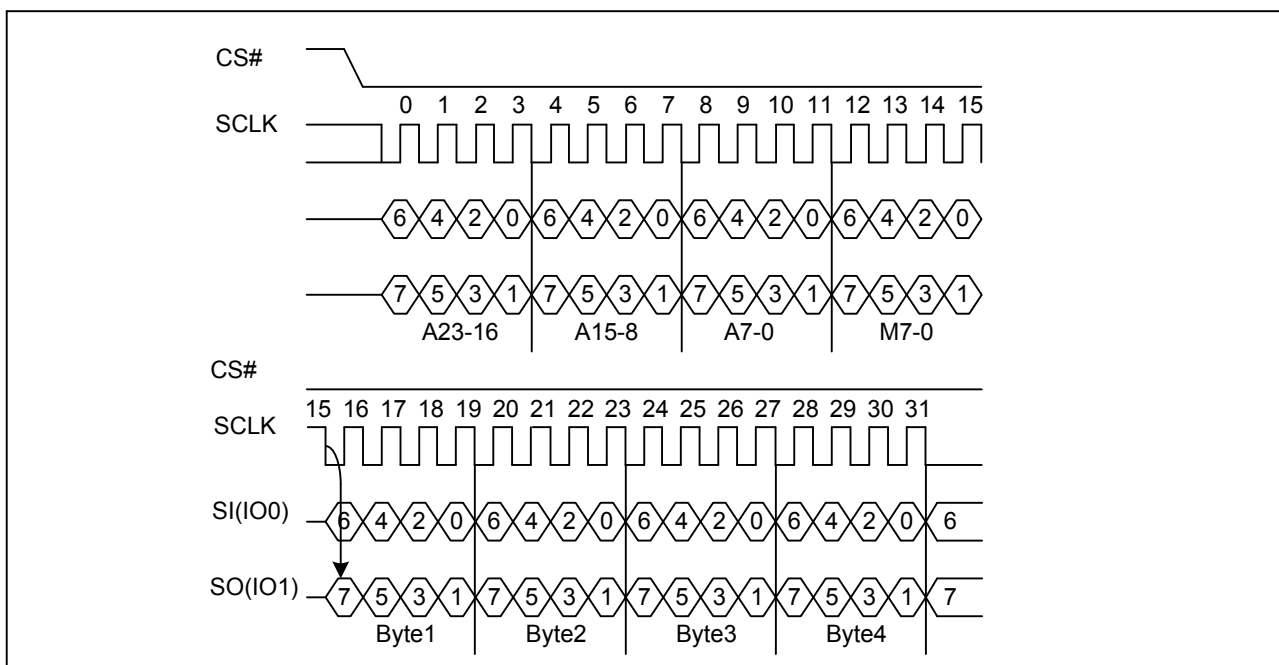 CS#
0 1 2 3 4 5 6 7 8 9 10 11 12 13 14 15
SCLK
6 4 2 0 6 4 2 0 6 4 2 0 6 4 2 0
7 5 3 1 7 5 3 1 7 5 3 1 7 5 3 1
A23-16 A15-8 A7-0 M7-0
CS#
15 16 17 18 19 20 21 22 23 24 25 26 27 28 29 30 31
SCLK
SI(IO0) 6 4 2 0 6 4 2 0 6 4 2 0 6 4 2 0 6
SO(IO1) 7 5 3 1 7 5 3 1 7 5 3 1 7 5 3 1 7
Byte1 Byte2 Byte3 Byte4